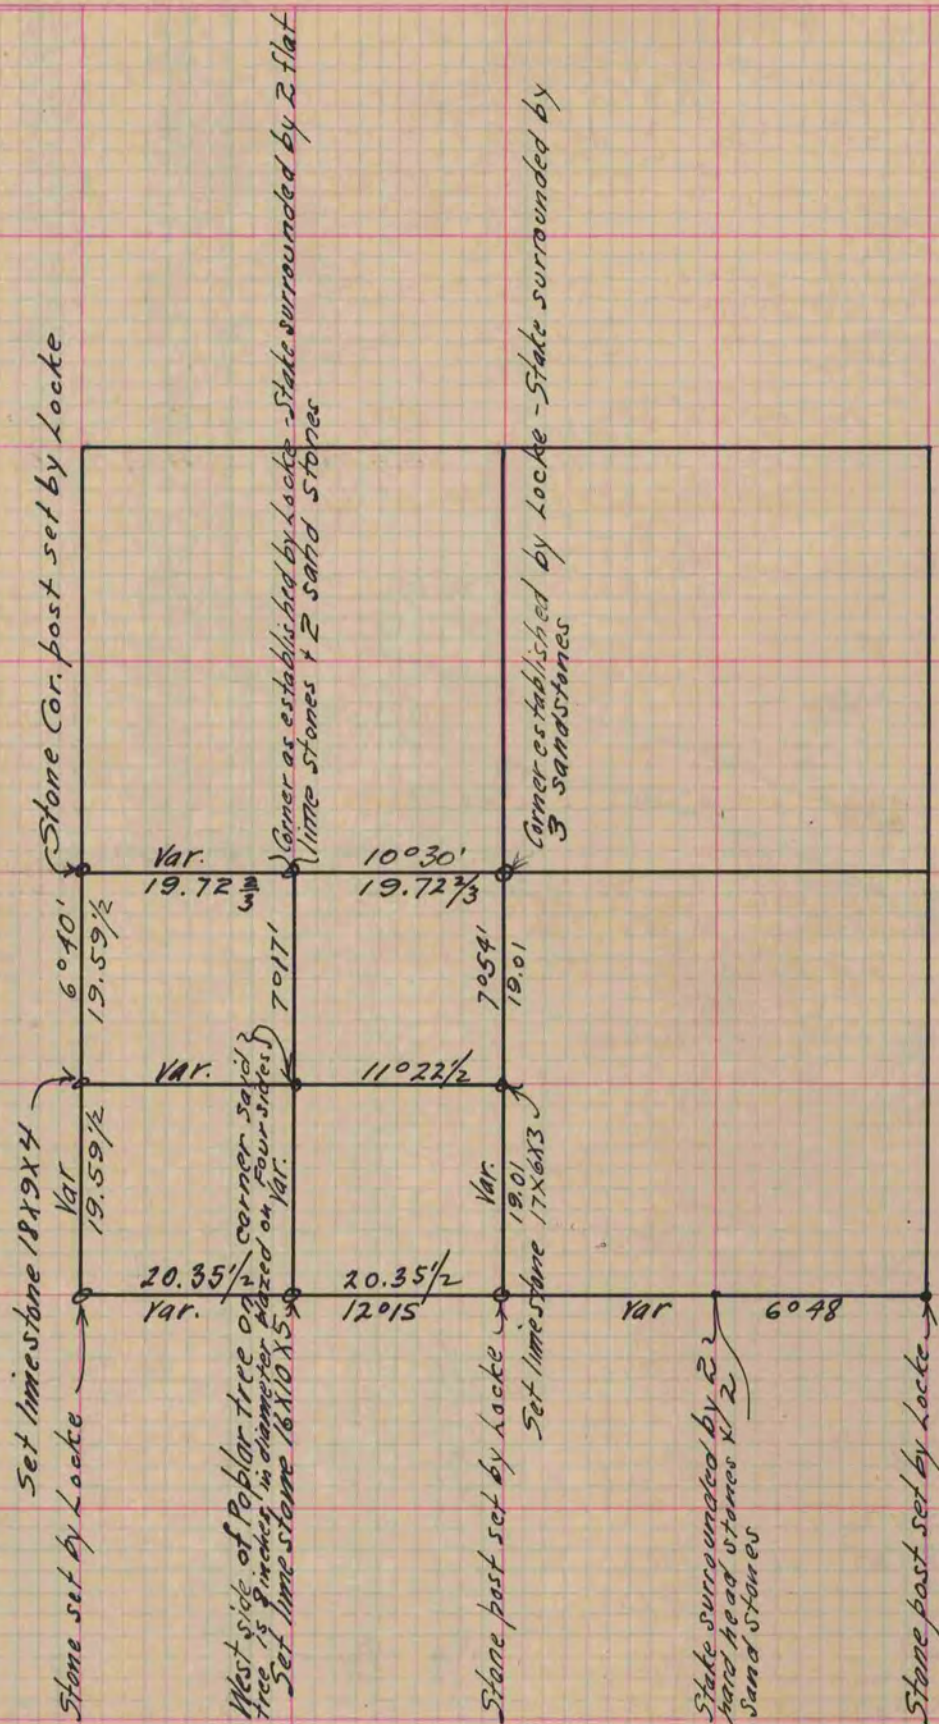 Set limestone 18X9X4
Stone set by Locke
Stone Cor. post set by Locke
Var
19.59½
6°40'
19.59½
20.35½
Var.
Var.
Var.
19.72⅔
West side of Poplar tree on corner said
tree is 8 inches in diameter blazed on four sides
Set limestone 16X10X5
Var.
7°17'
Corner as established by Locke - Stake surrounded by 2 flat
lime stones + 2 sand stones
20.35½
12°15
11°22½
10°30'
19.72⅔
Stone post set by Locke
Var.
19.01
7°54'
19.01
Set limestone 17X6X3
Corner established by Locke - Stake surrounded by
3 sandstones
Var
6°48
Stake surrounded by 2
hard head stones
2
sand stones
Stone post set by Locke